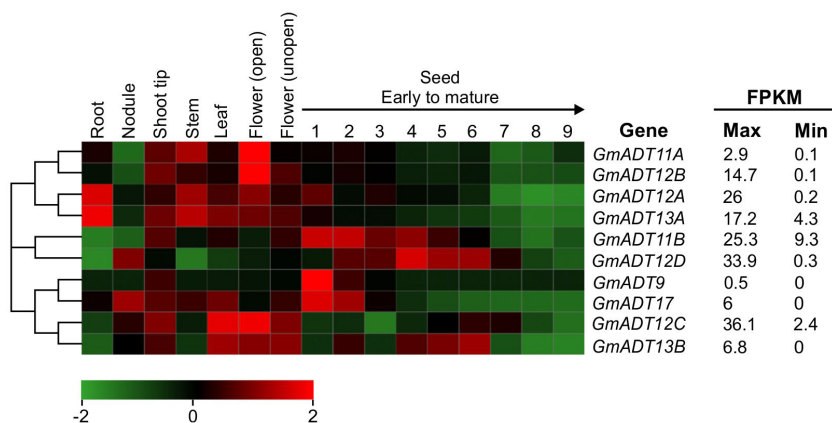 Root
Nodule
Shoot tip
Stem
Leaf
Flower (open)
Flower (unopen)
Seed
Early to mature
1 2 3 4 5 6 7 8 9
FPKM
Gene Max Min
GmADT11A 2.9 0.1
GmADT12B 14.7 0.1
GmADT12A 26 0.2
GmADT13A 17.2 4.3
GmADT11B 25.3 9.3
GmADT12D 33.9 0.3
GmADT9 0.5 0
GmADT17 6 0
GmADT12C 36.1 2.4
GmADT13B 6.8 0
-2 0 2